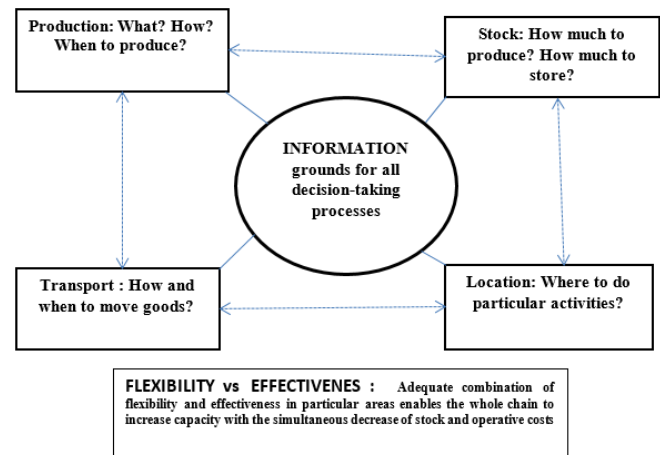 Production: What? How?
When to produce?
Stock: How much to
produce? How much to
store?
INFORMATION
grounds for all
decision-taking
processes
Transport : How and
when to move goods?
Location: Where to do
particular activities?
FLEXIBILITY vs EFFECTIVENES : Adequate combination of
flexibility and effectiveness in particular areas enables the whole chain to
increase capacity with the simultaneous decrease of stock and operative costs